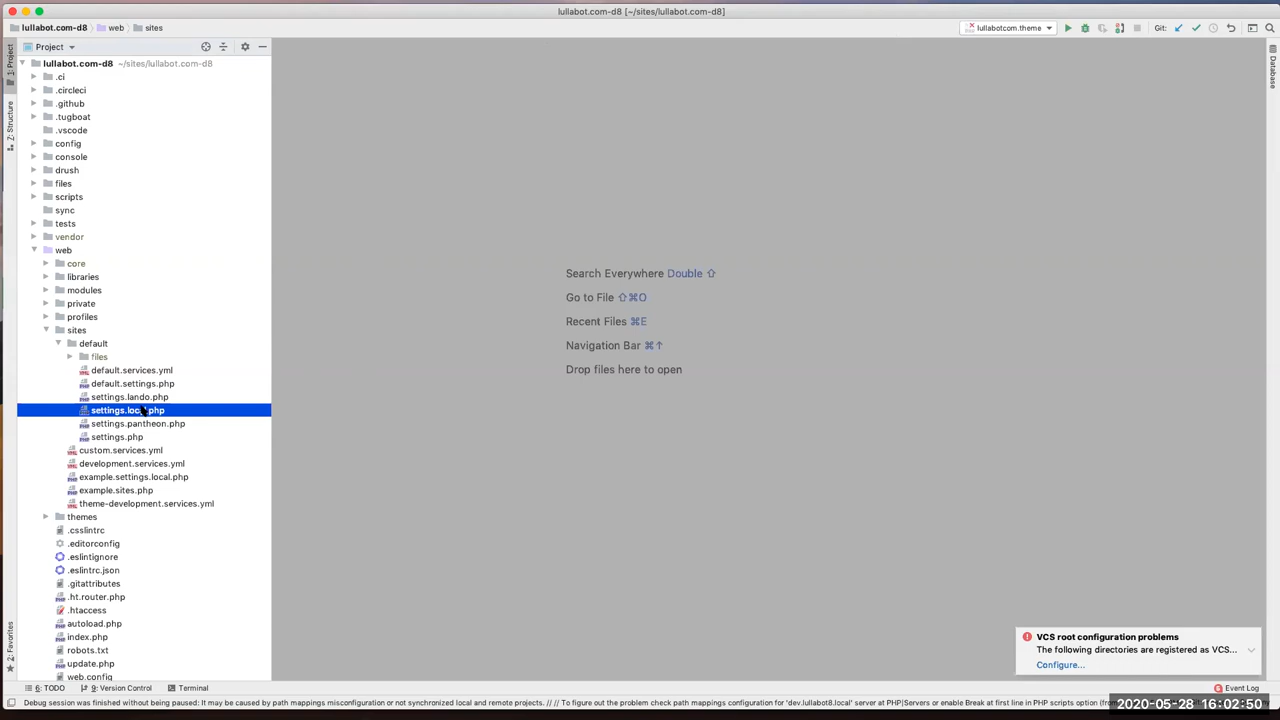 lullabot.com-d8 [~/sites/lullabot.com-d8]
lullabot.com-d8 web sites
lullabotcom.theme
Git:
Project
1: Project
lullabot.com-d8 ~/sites/lullabot.com-d8
.ci
.circleci
.github
.tugboat
.vscode
config
console
drush
files
scripts
sync
tests
vendor
web
core
libraries
modules
private
profiles
sites
default
files
default.services.yml
default.settings.php
settings.lando.php
settings.local.php
settings.pantheon.php
settings.php
custom.services.yml
development.services.yml
example.settings.local.php
example.sites.php
theme-development.services.yml
themes
.csslintrc
.editorconfig
.eslintignore
.eslintrc.json
.gitattributes
.ht.router.php
.htaccess
autoload.php
index.php
robots.txt
update.php
web.config
Z: Structure
2: Favorites
Database
Search Everywhere Double ⇧
Go to File ⇧⌘O
Recent Files ⌘E
Navigation Bar ⌘↑
Drop files here to open
VCS root configuration problems
The following directories are registered as VCS...
Configure...
6: TODO 9: Version Control Terminal
Event Log
Debug session was finished without being paused: It may be caused by path mappings misconfiguration or not synchronized local and remote projects. // // To figure out the problem check path mappings configuration for 'dev.lullabot8.local' server at PHP|Servers or enable Break at first line in PHP scripts option
2020-05-28 16:02:50